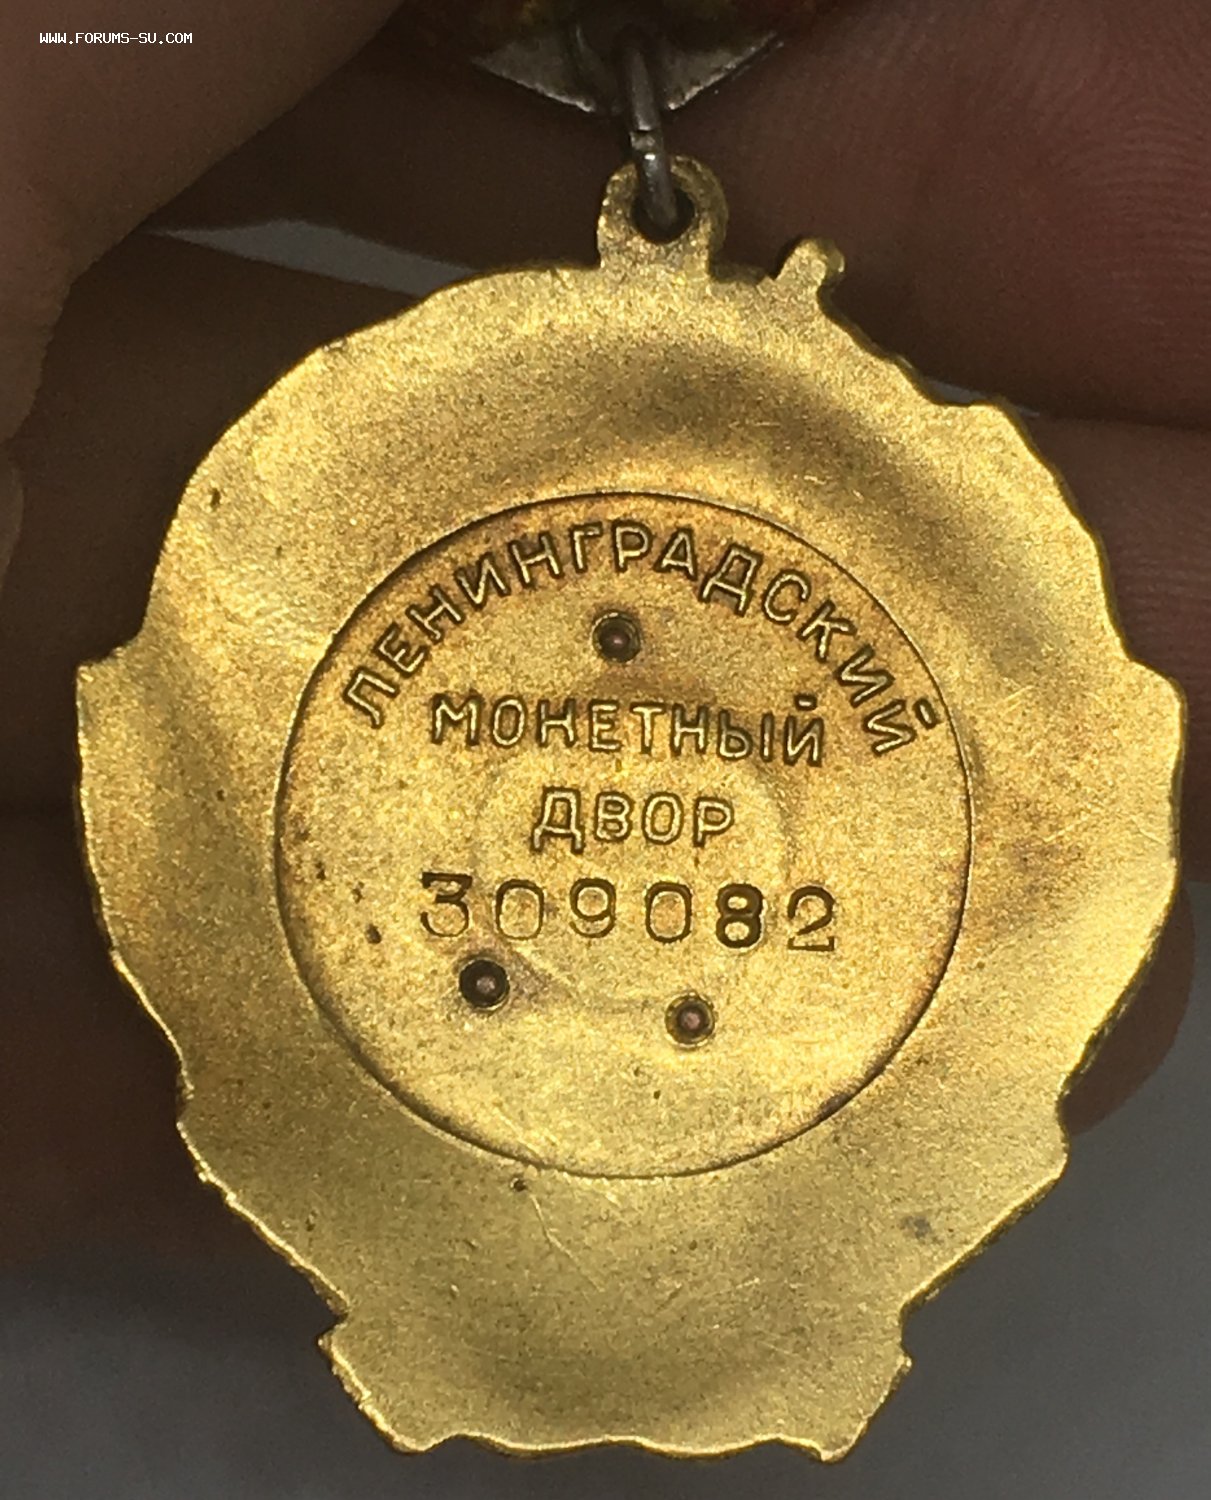 WWW.FORUMS-SU.COM
ЛЕНИНГРАДСКИЙ
МОНЕТНЫЙ
ДВОР
309082